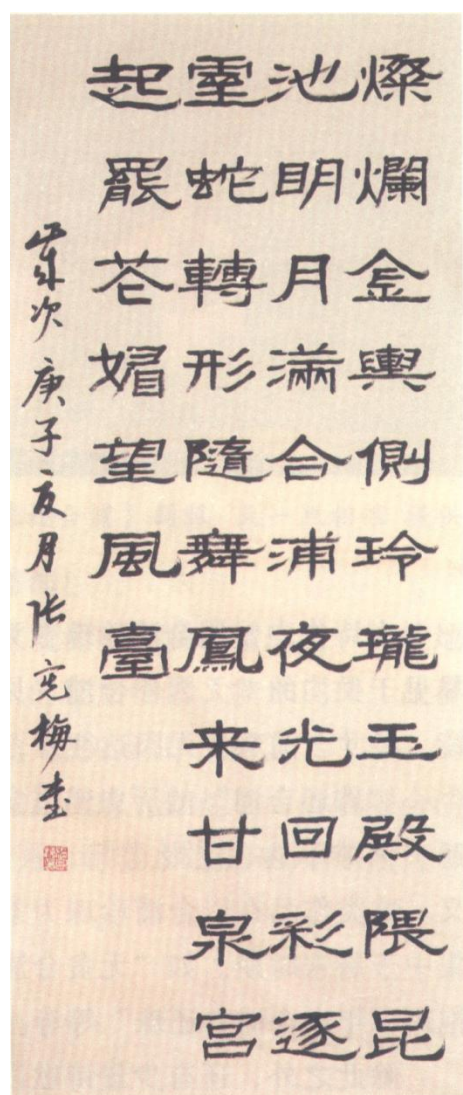 燦爛金輿側玲瓏玉殿隈昆
池明月滿合浦夜光回彩逐
靈蛇轉形隨舞鳳来甘泉宮
起罷花媚望風臺
歲次庚子夏月张梅書